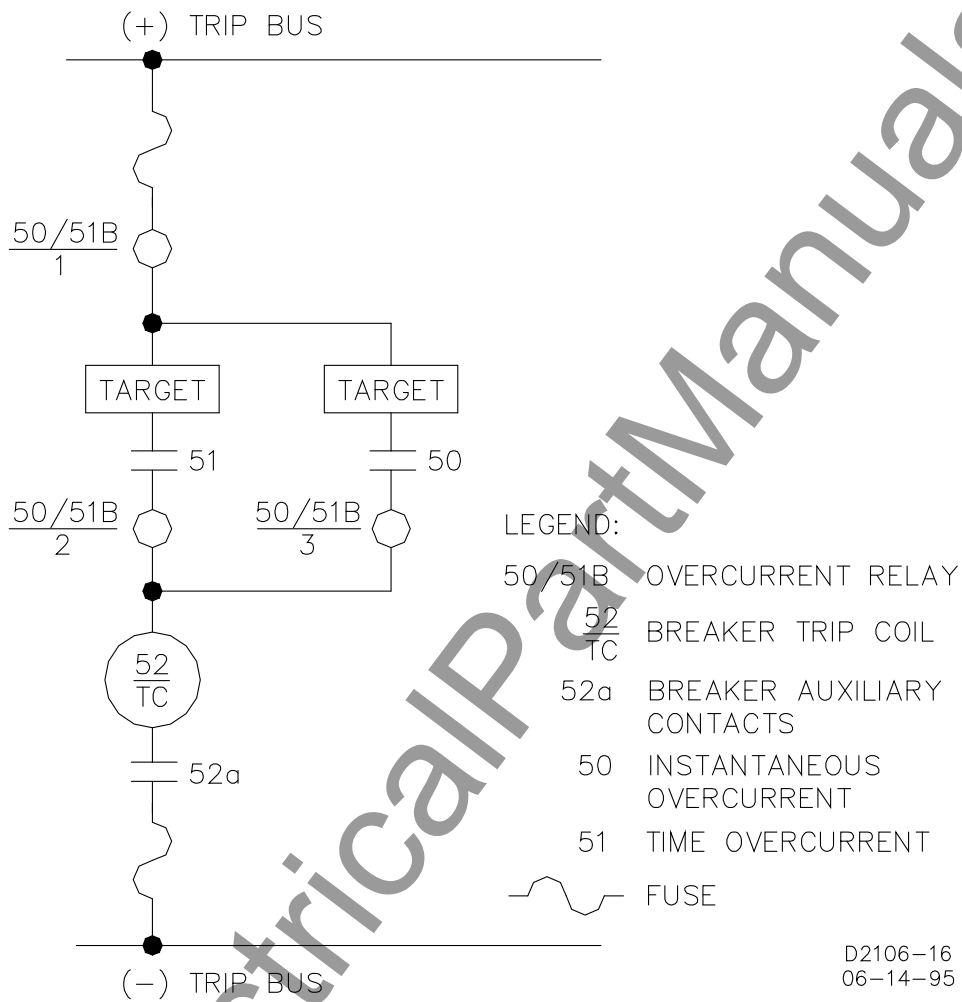 (+) TRIP BUS
50/51B
1
TARGET
TARGET
51
50
50/51B
2
50/51B
3
LEGEND:
50/51B OVERCURRENT RELAY
52
TC
BREAKER TRIP COIL
52
TC
52a BREAKER AUXILIARY
CONTACTS
52a
50 INSTANTANEOUS
OVERCURRENT
51 TIME OVERCURRENT
FUSE
(-) TRIP BUS
D2106-16
06-14-95
ctricalPartManuals